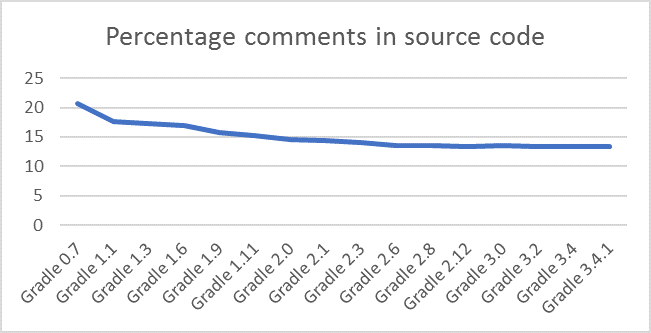 Percentage comments in source code
25
20
15
10
5
0
Gradle 0.7
Gradle 1.1
Gradle 1.3
Gradle 1.6
Gradle 1.9
Gradle 1.11
Gradle 2.0
Gradle 2.1
Gradle 2.3
Gradle 2.6
Gradle 2.8
Gradle 2.12
Gradle 3.0
Gradle 3.2
Gradle 3.4
Gradle 3.4.1